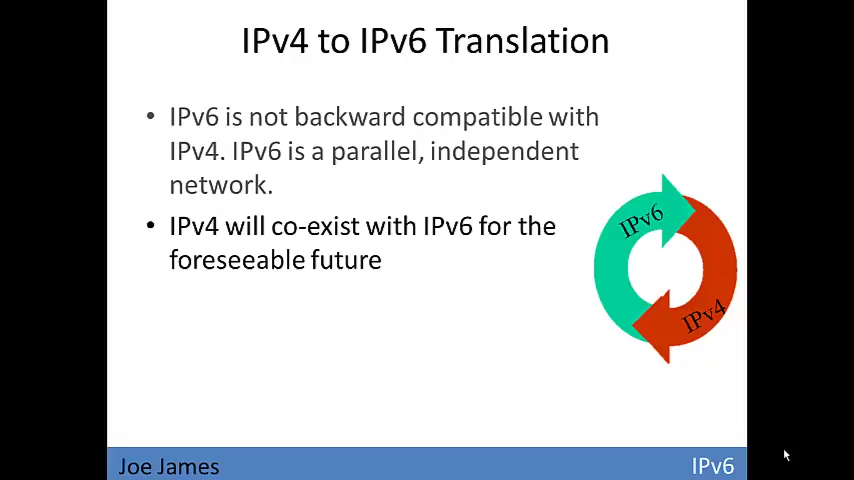 IPv4 to IPv6 Translation
• IPv6 is not backward compatible with
IPv4. IPv6 is a parallel, independent
network.
• IPv4 will co-exist with IPv6 for the
foreseeable future
IPv6
IPv4
Joe James
IPv6